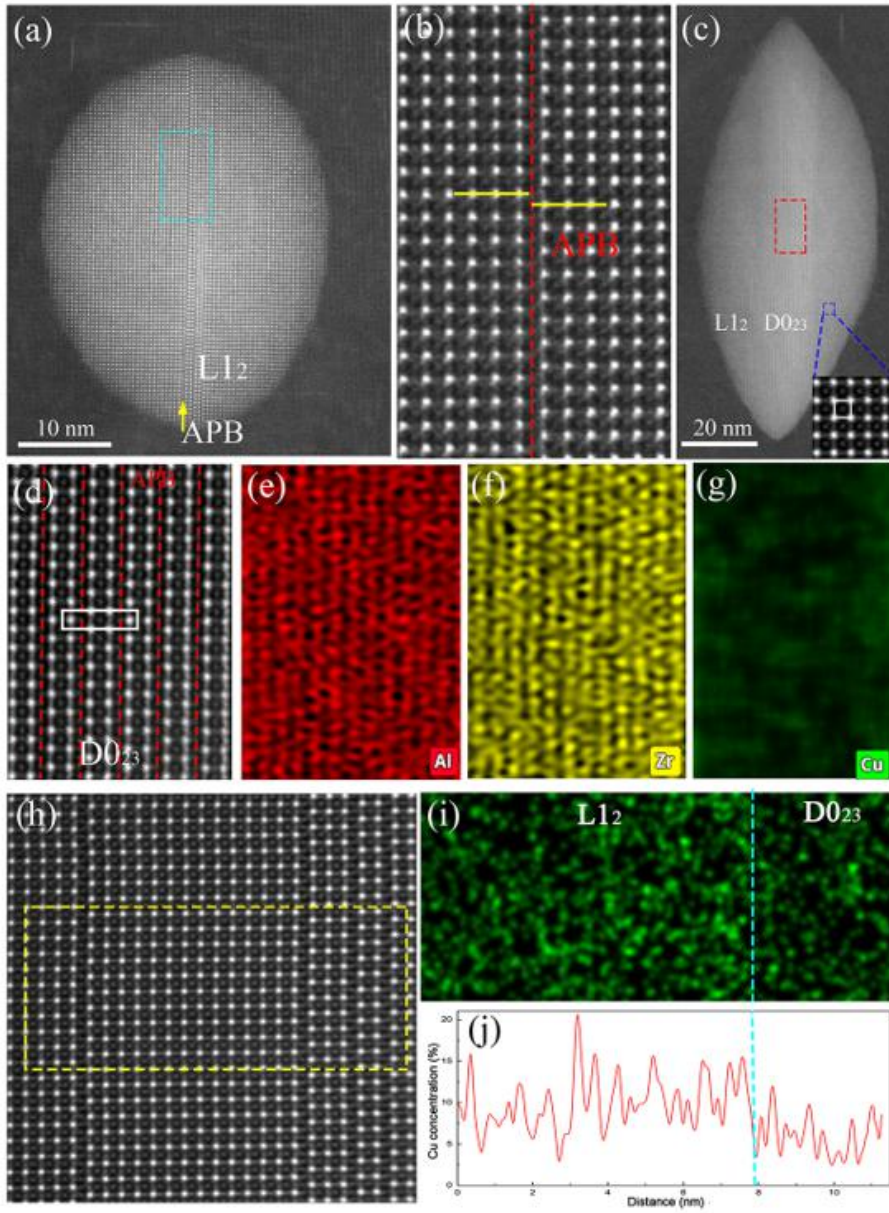 (a)
L1₂
APB
10 nm
(b)
APB
(c)
L1₂ D0₂₃
20 nm
(d)
APB
D0₂₃
(e)
Al
(f)
Zr
(g)
Cu
(h)
(i)
L1₂
D0₂₃
(j)
Cu concentration (%)
20
15
10
5
0
0 2 4 6 8 10
Distance (nm)